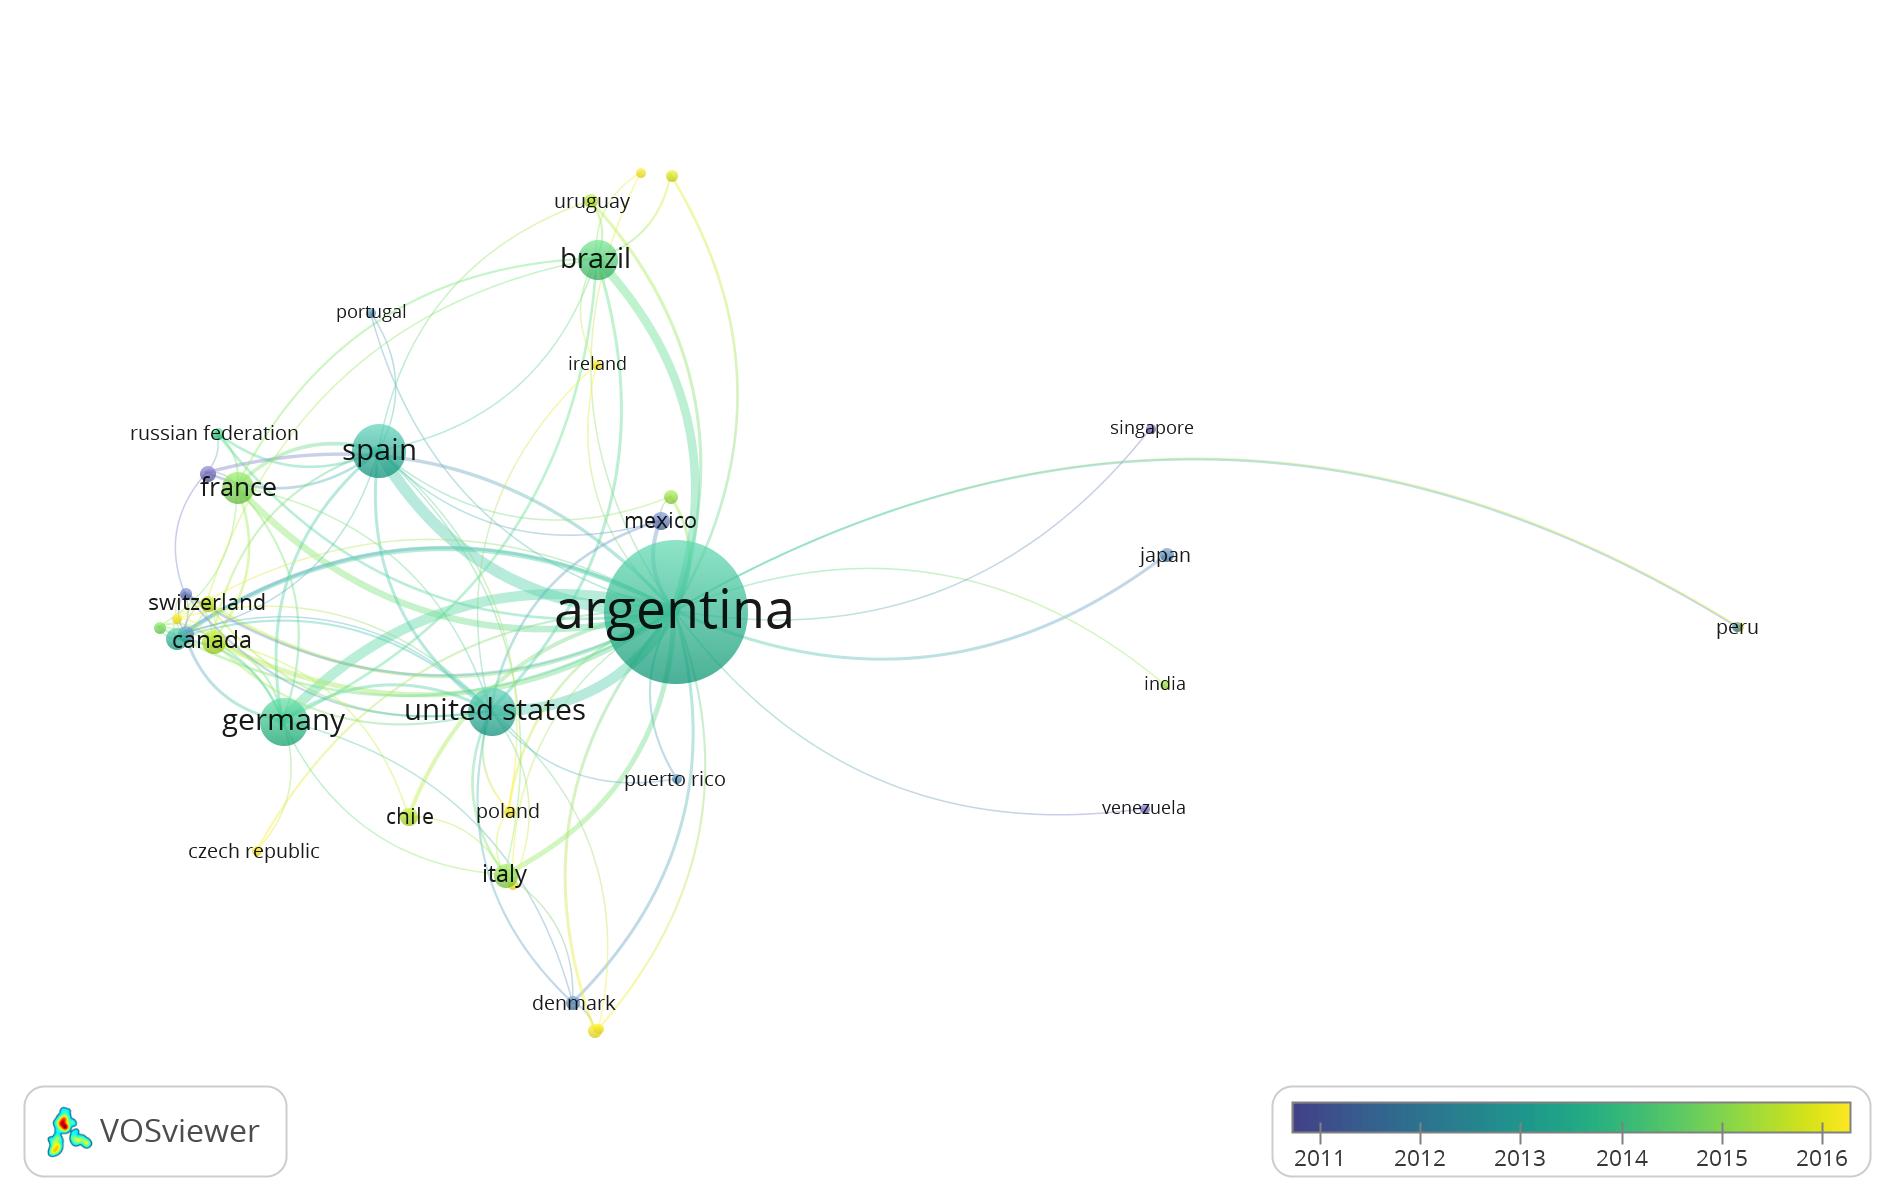 uruguay
brazil
portugal
ireland
russian federation
spain
singapore
france
mexico
japan
switzerland
argentina
peru
canada
india
germany
united states
puerto rico
venezuela
chile
poland
czech republic
italy
denmark
VOSviewer
2011 2012 2013 2014 2015 2016